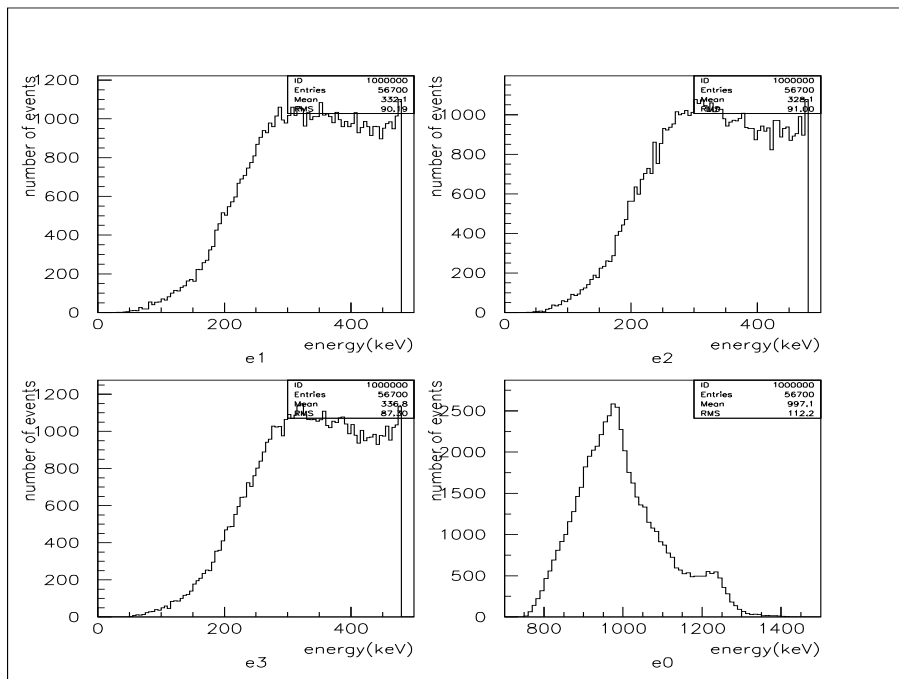 number of events
1200
1000
800
600
400
200
0
0 200 400
energy(keV)
e1
ID 1000000
Entries 56700
Mean 332.1
RMS 90.19
number of events
1000
800
600
400
200
0
0 200 400
energy(keV)
e2
ID 1000000
Entries 56700
Mean 328.1
RMS 91.00
number of events
1200
1000
800
600
400
200
0
0 200 400
energy(keV)
e3
ID 1000000
Entries 56700
Mean 336.8
RMS 87.30
number of events
2500
2000
1500
1000
500
0
800 1000 1200 1400
energy(keV)
e0
ID 1000000
Entries 56700
Mean 997.1
RMS 112.2